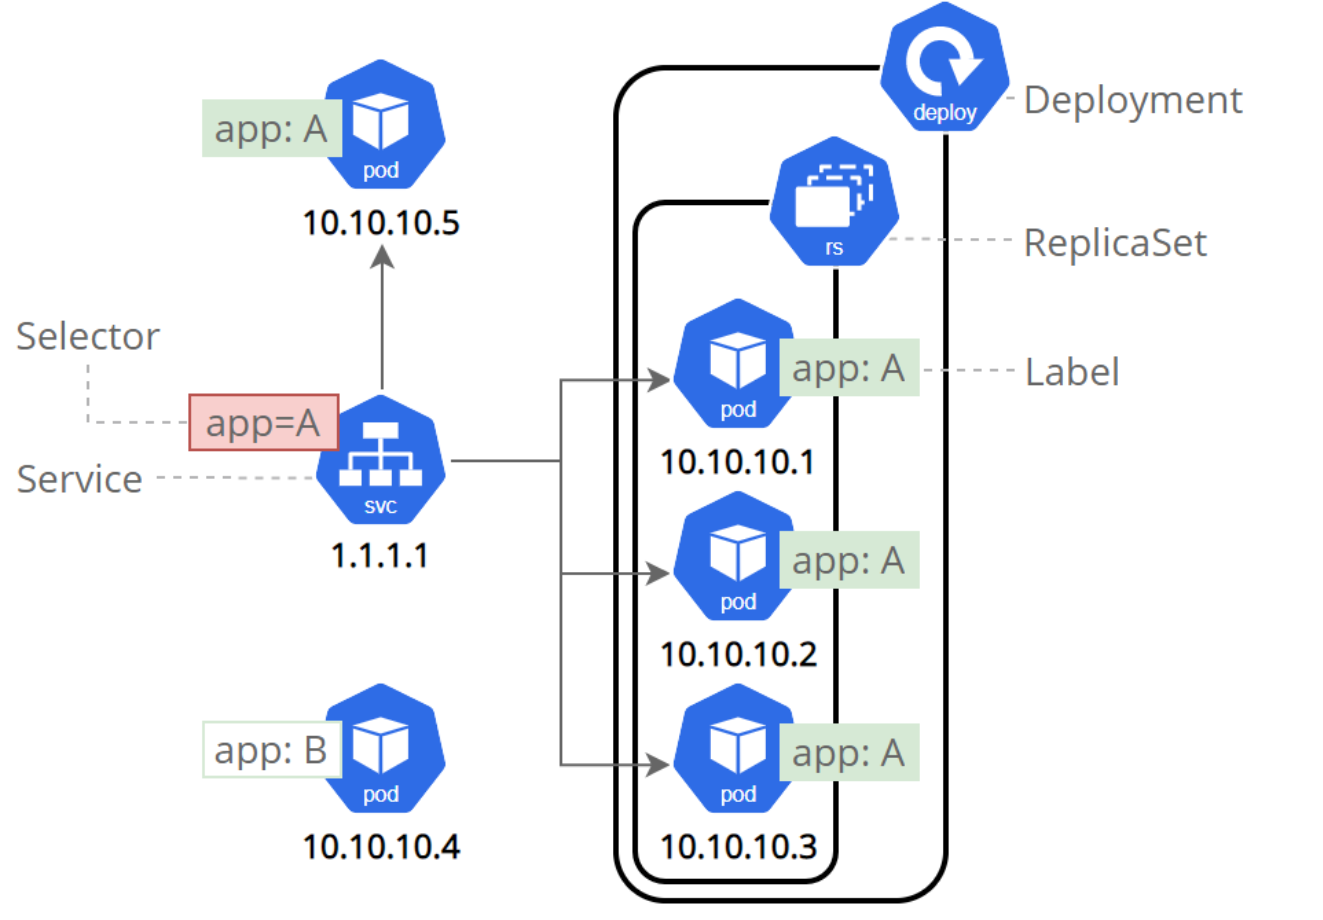 deploy
Deployment
app: A
pod
10.10.10.5
rs
ReplicaSet
Selector
app=A
Service
svc
1.1.1.1
app: A
Label
pod
10.10.10.1
app: A
pod
10.10.10.2
app: B
pod
10.10.10.4
app: A
pod
10.10.10.3